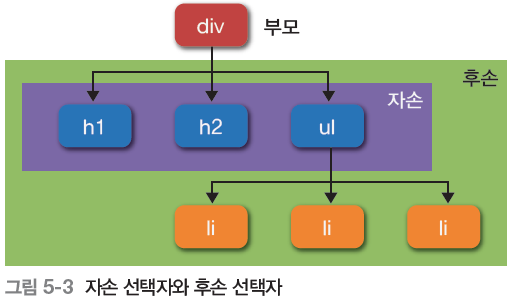 div 부모
후손
자손
h1 h2 ul
li li li
그림 5-3 자손 선택자와 후손 선택자